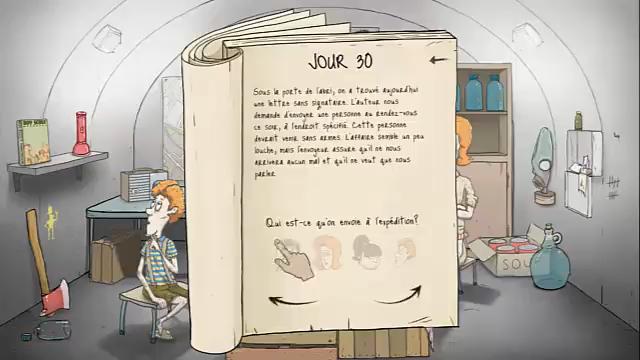 JOUR 30
Sous la porte de l'abri, on a trouvé aujourd'hui
une lettre sans signataire. L'auteur nous
demande d'envoyer une personne au rendez-vous
ce soir, à l'endroit spécifié. Cette personne
devrait venir sans armes. L'affaire semble un peu
louche, mais l'envoyeur assure qu'il ne nous
arrivera aucun mal et qu'il ne veut que nous
parler.
Qui est-ce qu'on envoie à l'expédition?
SOU